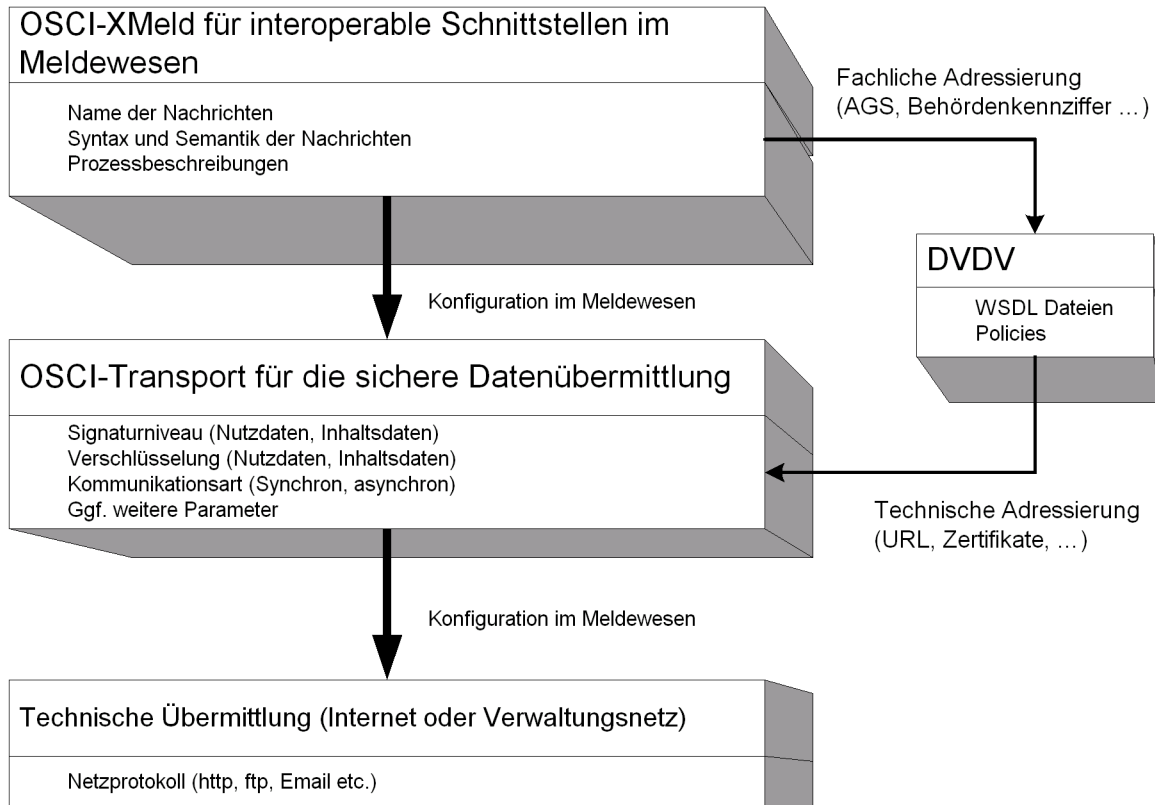 OSCI-XMeld für interoperable Schnittstellen im
Meldewesen
Name der Nachrichten
Syntax und Semantik der Nachrichten
Prozessbeschreibungen
Fachliche Adressierung
(AGS, Behördenkennziffer ...)
DVDV
WSDL Dateien
Policies
Konfiguration im Meldewesen
OSCI-Transport für die sichere Datenübermittlung
Signaturniveau (Nutzdaten, Inhaltsdaten)
Verschlüsselung (Nutzdaten, Inhaltsdaten)
Kommunikationsart (Synchron, asynchron)
Ggf. weitere Parameter
Technische Adressierung
(URL, Zertifikate, ...)
Konfiguration im Meldewesen
Technische Übermittlung (Internet oder Verwaltungsnetz)
Netzprotokoll (http, ftp, Email etc.)